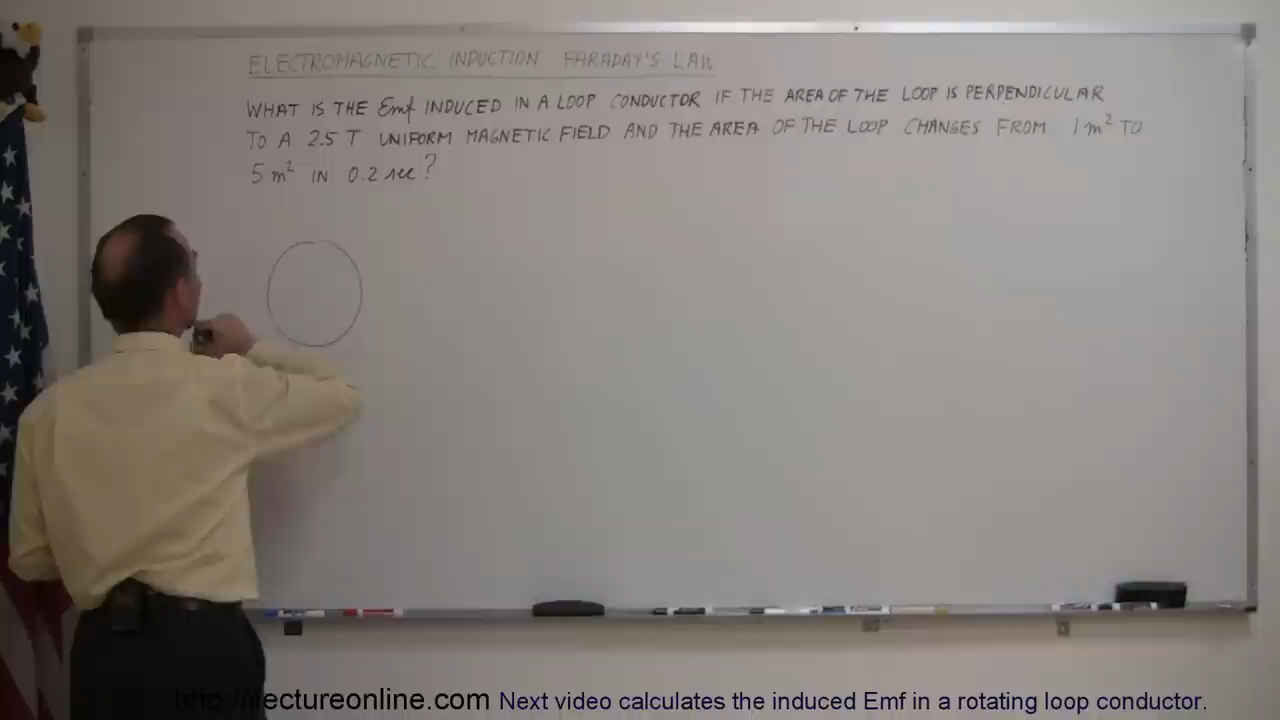 ELECTROMAGNETIC INDUCTION FARADAY'S LAW
WHAT IS THE Emf INDUCED IN A LOOP CONDUCTOR IF THE AREA OF THE LOOP IS PERPENDICULAR
TO A 2.5 T UNIFORM MAGNETIC FIELD AND THE AREA OF THE LOOP CHANGES FROM 1 m² TO
5 m² IN 0.2 sec?
http://ilectureonline.com Next video calculates the induced Emf in a rotating loop conductor.